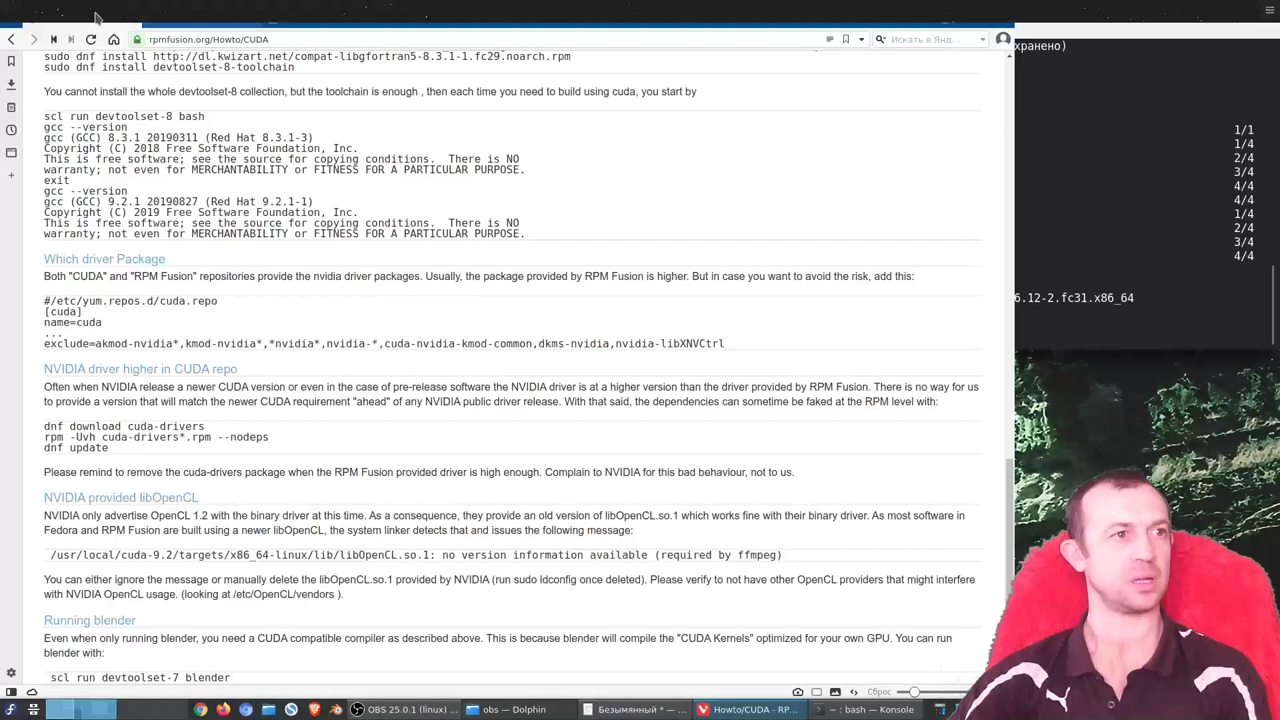 rpmfusion.org/Howto/CUDA
Искать в Янд...
sudo dnf install http://dl.kwizart.net/compat-libgfortran5-8.3.1-1.fc29.noarch.rpm
sudo dnf install devtoolset-8-toolchain
You cannot install the whole devtoolset-8 collection, but the toolchain is enough , then each time you need to build using cuda, you start by
scl run devtoolset-8 bash
gcc --version
gcc (GCC) 8.3.1 20190311 (Red Hat 8.3.1-3)
Copyright (C) 2018 Free Software Foundation, Inc.
This is free software; see the source for copying conditions.  There is NO
warranty; not even for MERCHANTABILITY or FITNESS FOR A PARTICULAR PURPOSE.
exit
gcc --version
gcc (GCC) 9.2.1 20190827 (Red Hat 9.2.1-1)
Copyright (C) 2019 Free Software Foundation, Inc.
This is free software; see the source for copying conditions.  There is NO
warranty; not even for MERCHANTABILITY or FITNESS FOR A PARTICULAR PURPOSE.
Which driver Package
Both "CUDA" and "RPM Fusion" repositories provide the nvidia driver packages. Usually, the package provided by RPM Fusion is higher. But in case you want to avoid the risk, add this:
#/etc/yum.repos.d/cuda.repo
[cuda]
name=cuda
...
exclude=akmod-nvidia*,kmod-nvidia*,*nvidia*,nvidia-*,cuda-nvidia-kmod-common,dkms-nvidia,nvidia-libXNVCtrl
NVIDIA driver higher in CUDA repo
Often when NVIDIA release a newer CUDA version or even in the case of pre-release software the NVIDIA driver is at a higher version than the driver provided by RPM Fusion. There is no way for us
to provide a version that will match the newer CUDA requirement "ahead" of any NVIDIA public driver release. With that said, the dependencies can sometime be faked at the RPM level with:
dnf download cuda-drivers
rpm -Uvh cuda-drivers*.rpm --nodeps
dnf update
Please remind to remove the cuda-drivers package when the RPM Fusion provided driver is high enough. Complain to NVIDIA for this bad behaviour, not to us.
NVIDIA provided libOpenCL
NVIDIA only advertise OpenCL 1.2 with the binary driver at this time. As a consequence, they provide an old version of libOpenCL.so.1 which works fine with their binary driver. As most software in
Fedora and RPM Fusion are built using a newer libOpenCL, the system linker detects that and issues the following message:
/usr/local/cuda-9.2/targets/x86_64-linux/lib/libOpenCL.so.1: no version information available (required by ffmpeg)
You can either ignore the message or manually delete the libOpenCL.so.1 provided by NVIDIA (run sudo ldconfig once deleted). Please verify to not have other OpenCL providers that might interfere
with NVIDIA OpenCL usage. (looking at /etc/OpenCL/vendors ).
Running blender
Even when only running blender, you need a CUDA compatible compiler as described above. This is because blender will compile the "CUDA Kernels" optimized for your own GPU. You can run
blender with:
scl run devtoolset-7 blender
хранено)
1/1
1/4
2/4
3/4
4/4
4/4
1/4
2/4
3/4
4/4
6.12-2.fc31.x86_64
Сброс
OBS 25.0.1 (linux) ...
obs — Dolphin
Безымянный * — ...
Howto/CUDA - RP...
~ : bash — Konsole